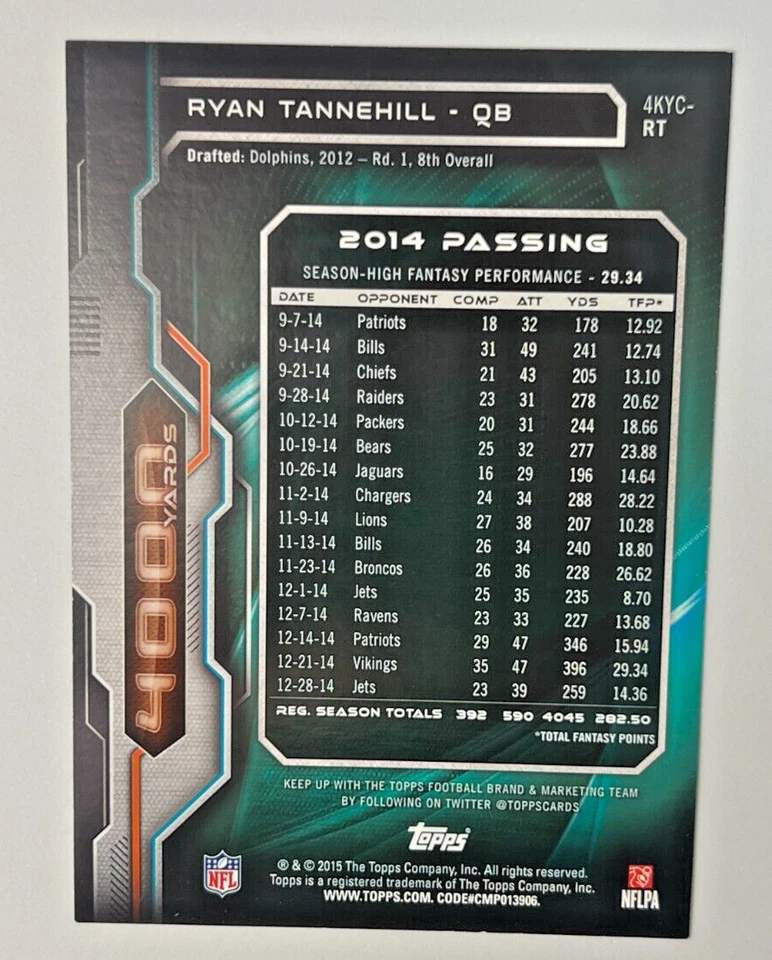 RYAN TANNEHILL - QB
4KYC-
RT
Drafted: Dolphins, 2012 – Rd. 1, 8th Overall
2014 PASSING
SEASON-HIGH FANTASY PERFORMANCE - 29.34
DATE OPPONENT COMP ATT YDS TFP*
9-7-14 Patriots 18 32 178 12.92
9-14-14 Bills 31 49 241 12.74
9-21-14 Chiefs 21 43 205 13.10
9-28-14 Raiders 23 31 278 20.62
10-12-14 Packers 20 31 244 18.66
10-19-14 Bears 25 32 277 23.88
10-26-14 Jaguars 16 29 196 14.64
11-2-14 Chargers 24 34 288 28.22
11-9-14 Lions 27 38 207 10.28
11-13-14 Bills 26 34 240 18.80
11-23-14 Broncos 26 36 228 26.62
12-1-14 Jets 25 35 235 8.70
12-7-14 Ravens 23 33 227 13.68
12-14-14 Patriots 29 47 346 15.94
12-21-14 Vikings 35 47 396 29.34
12-28-14 Jets 23 39 259 14.36
REG. SEASON TOTALS 392 590 4045 282.50
*TOTAL FANTASY POINTS
4000
YARDS
KEEP UP WITH THE TOPPS FOOTBALL BRAND & MARKETING TEAM
BY FOLLOWING ON TWITTER @TOPPSCARDS
topps
® & © 2015 The Topps Company, Inc. All rights reserved.
Topps is a registered trademark of The Topps Company, Inc.
WWW.TOPPS.COM. CODE#CMP013906.
NFL
NFLPA